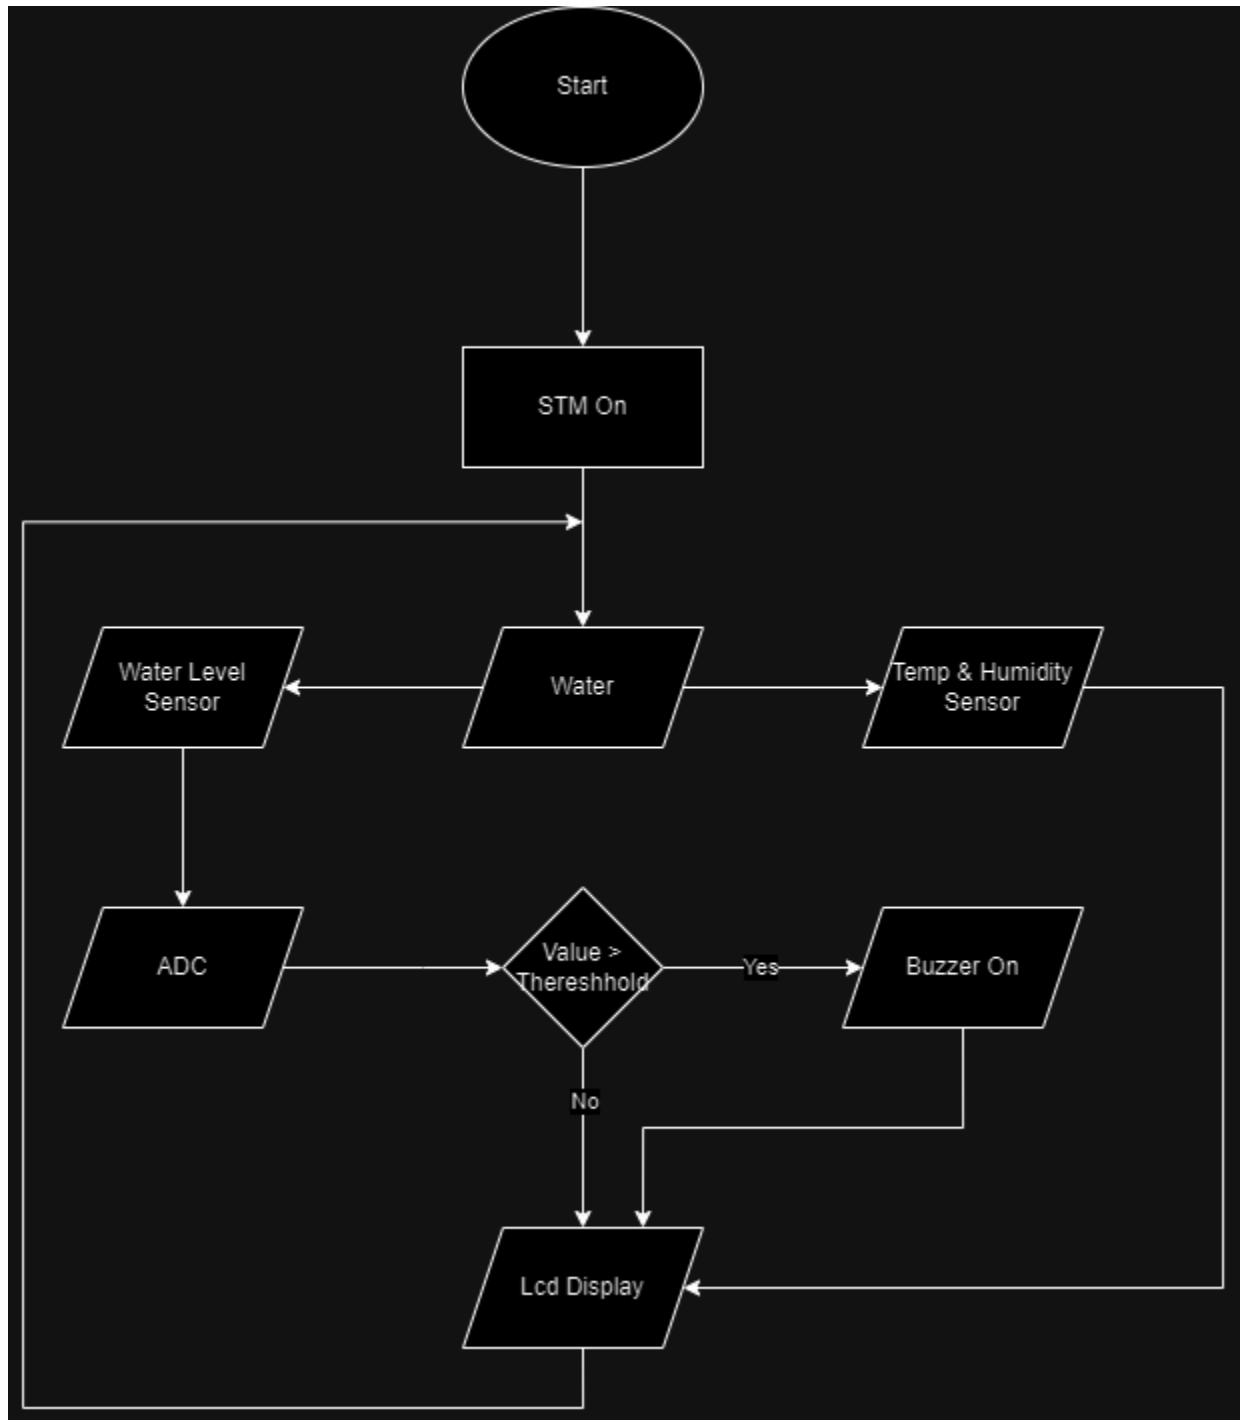 Start
STM On
Water Level
Sensor
Water
Temp & Humidity
Sensor
ADC
Value >
Thereshhold
Yes
Buzzer On
No
Lcd Display